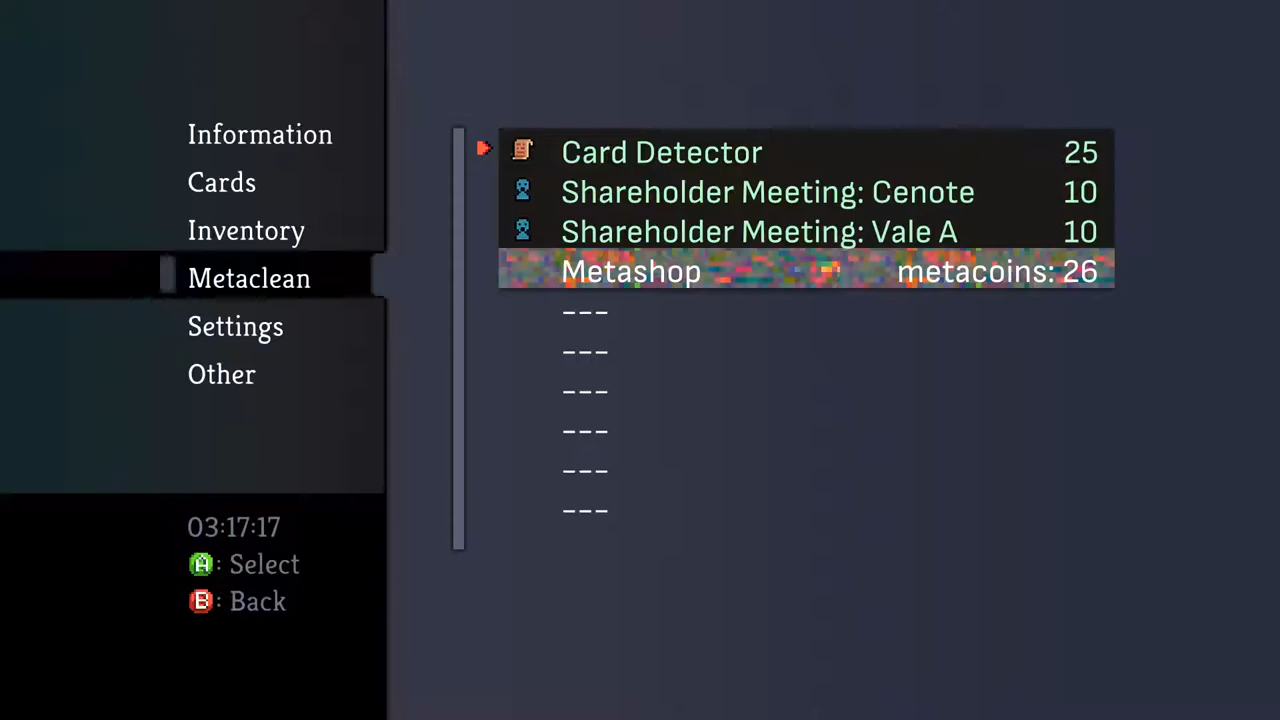 Information
Cards
Inventory
Metaclean
Settings
Other
03:17:17
A: Select
B: Back
Card Detector 25
Shareholder Meeting: Cenote 10
Shareholder Meeting: Vale A 10
Metashop metacoins: 26
---
---
---
---
---
---